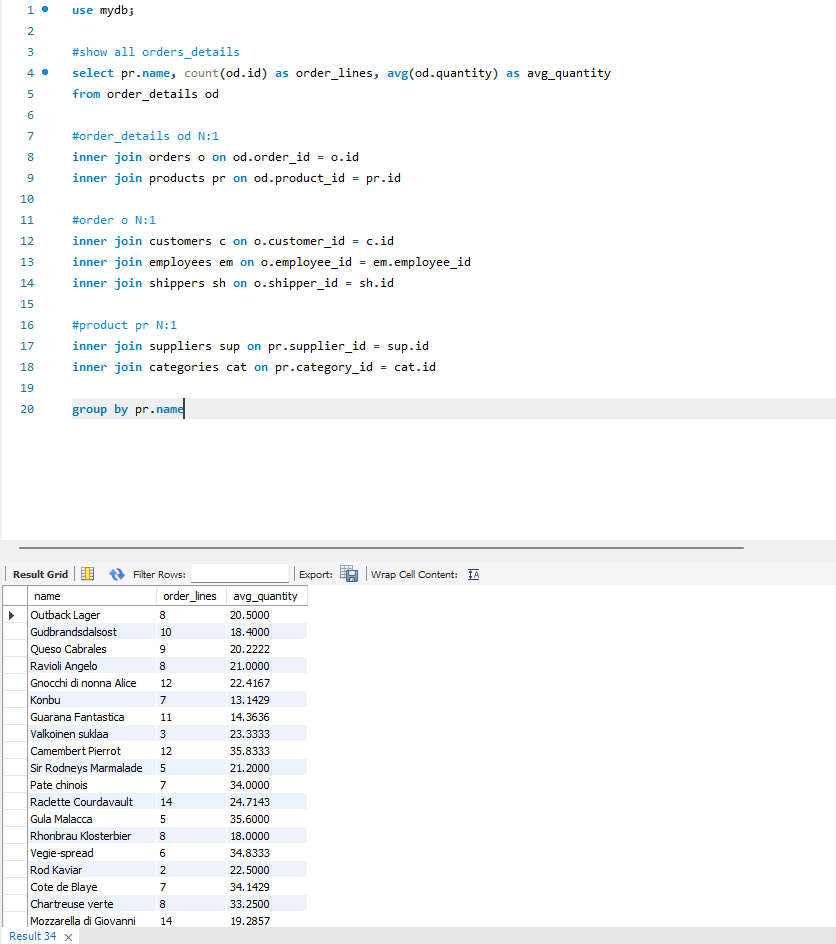 1 use mydb;
2
3 #show all orders_details
4 select pr.name, count(od.id) as order_lines, avg(od.quantity) as avg_quantity
5 from order_details od
6
7 #order_details od N:1
8 inner join orders o on od.order_id = o.id
9 inner join products pr on od.product_id = pr.id
10
11 #order o N:1
12 inner join customers c on o.customer_id = c.id
13 inner join employees em on o.employee_id = em.employee_id
14 inner join shippers sh on o.shipper_id = sh.id
15
16 #product pr N:1
17 inner join suppliers sup on pr.supplier_id = sup.id
18 inner join categories cat on pr.category_id = cat.id
19
20 group by pr.name
Result Grid Filter Rows: Export: Wrap Cell Content: IA
name order_lines avg_quantity
Outback Lager 8 20.5000
Gudbrandsdalsost 10 18.4000
Queso Cabrales 9 20.2222
Ravioli Angelo 8 21.0000
Gnocchi di nonna Alice 12 22.4167
Konbu 7 13.1429
Guarana Fantastica 11 14.3636
Valkoinen suklaa 3 23.3333
Camembert Pierrot 12 35.8333
Sir Rodneys Marmalade 5 21.2000
Pate chinois 7 34.0000
Raclette Courdavault 14 24.7143
Gula Malacca 5 35.6000
Rhonbrau Klosterbier 8 18.0000
Vegie-spread 6 34.8333
Rod Kaviar 2 22.5000
Cote de Blaye 7 34.1429
Chartreuse verte 8 33.2500
Mozzarella di Giovanni 14 19.2857
Result 34